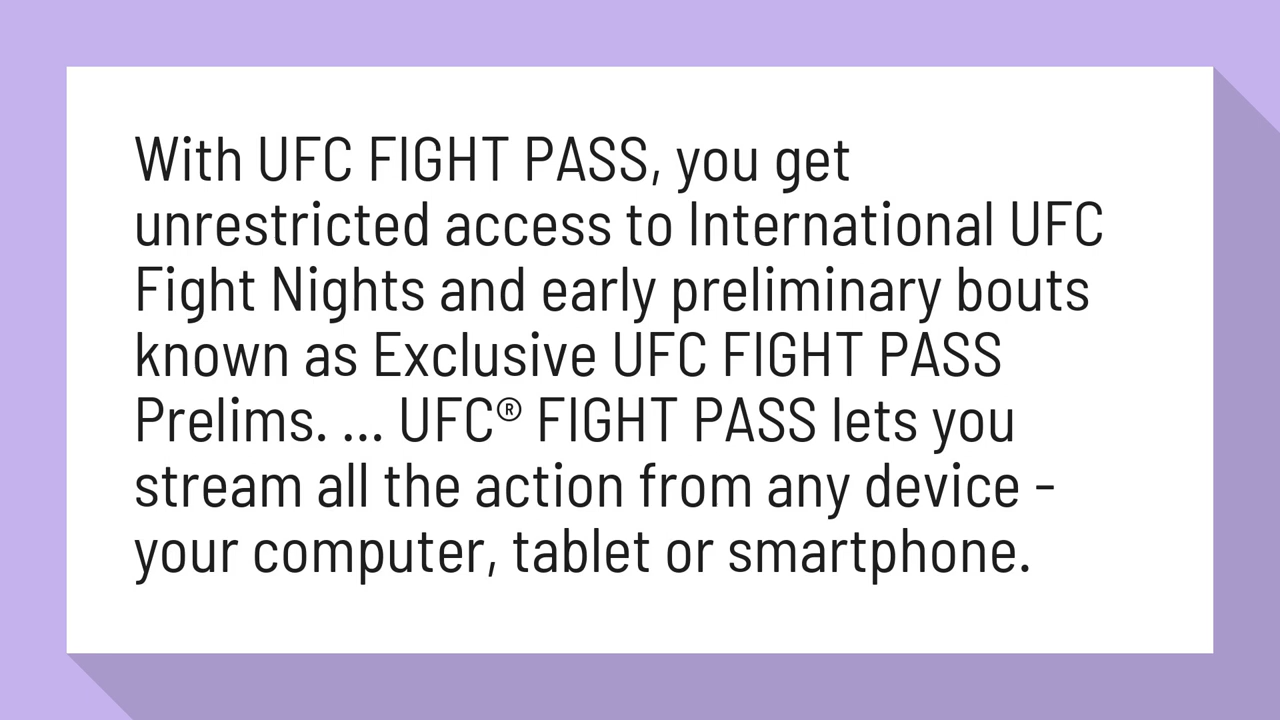 With UFC FIGHT PASS, you get
unrestricted access to International UFC
Fight Nights and early preliminary bouts
known as Exclusive UFC FIGHT PASS
Prelims. ... UFC® FIGHT PASS lets you
stream all the action from any device -
your computer, tablet or smartphone.